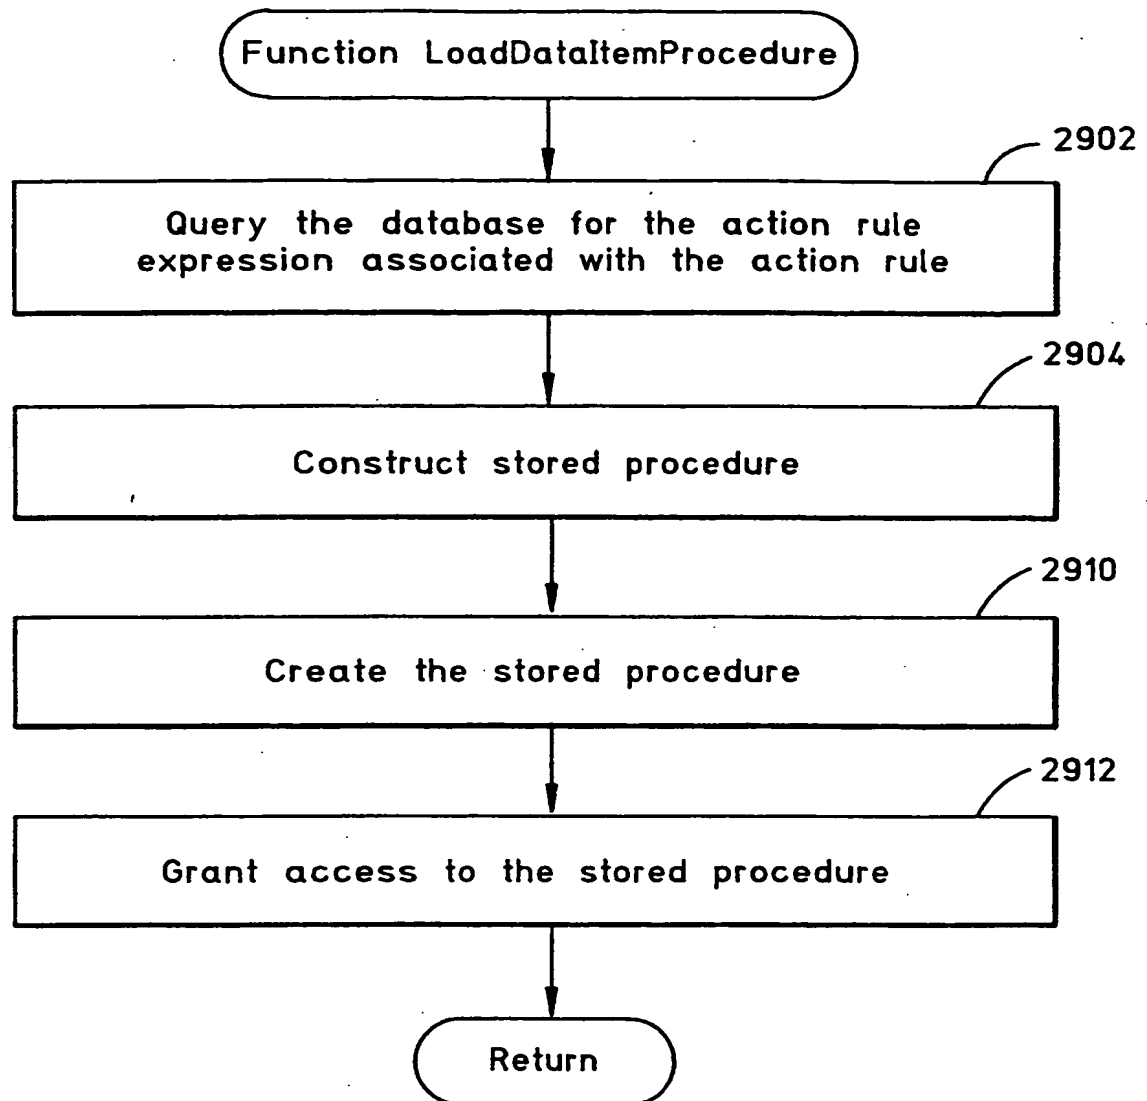 Function LoadDataItemProcedure
2902
Query the database for the action rule
expression associated with the action rule
2904
Construct stored procedure
2910
Create the stored procedure
2912
Grant access to the stored procedure
Return